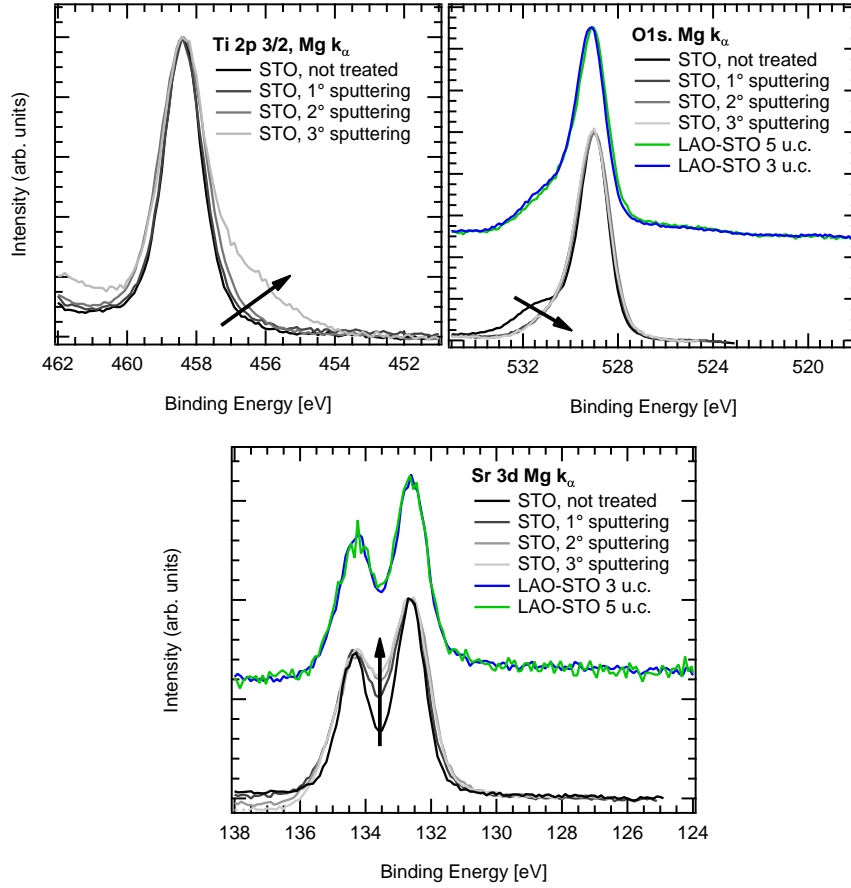 Ti 2p 3/2, Mg kα
STO, not treated
STO, 1° sputtering
STO, 2° sputtering
STO, 3° sputtering
Intensity (arb. units)
462 460 458 456 454 452
Binding Energy [eV]
O1s. Mg kα
STO, not treated
STO, 1° sputtering
STO, 2° sputtering
STO, 3° sputtering
LAO-STO 5 u.c.
LAO-STO 3 u.c.
532 528 524 520
Binding Energy [eV]
Sr 3d Mg kα
STO, not treated
STO, 1° sputtering
STO, 2° sputtering
STO, 3° sputtering
LAO-STO 3 u.c.
LAO-STO 5 u.c.
Intensity (arb. units)
138 136 134 132 130 128 126 124
Binding Energy [eV]